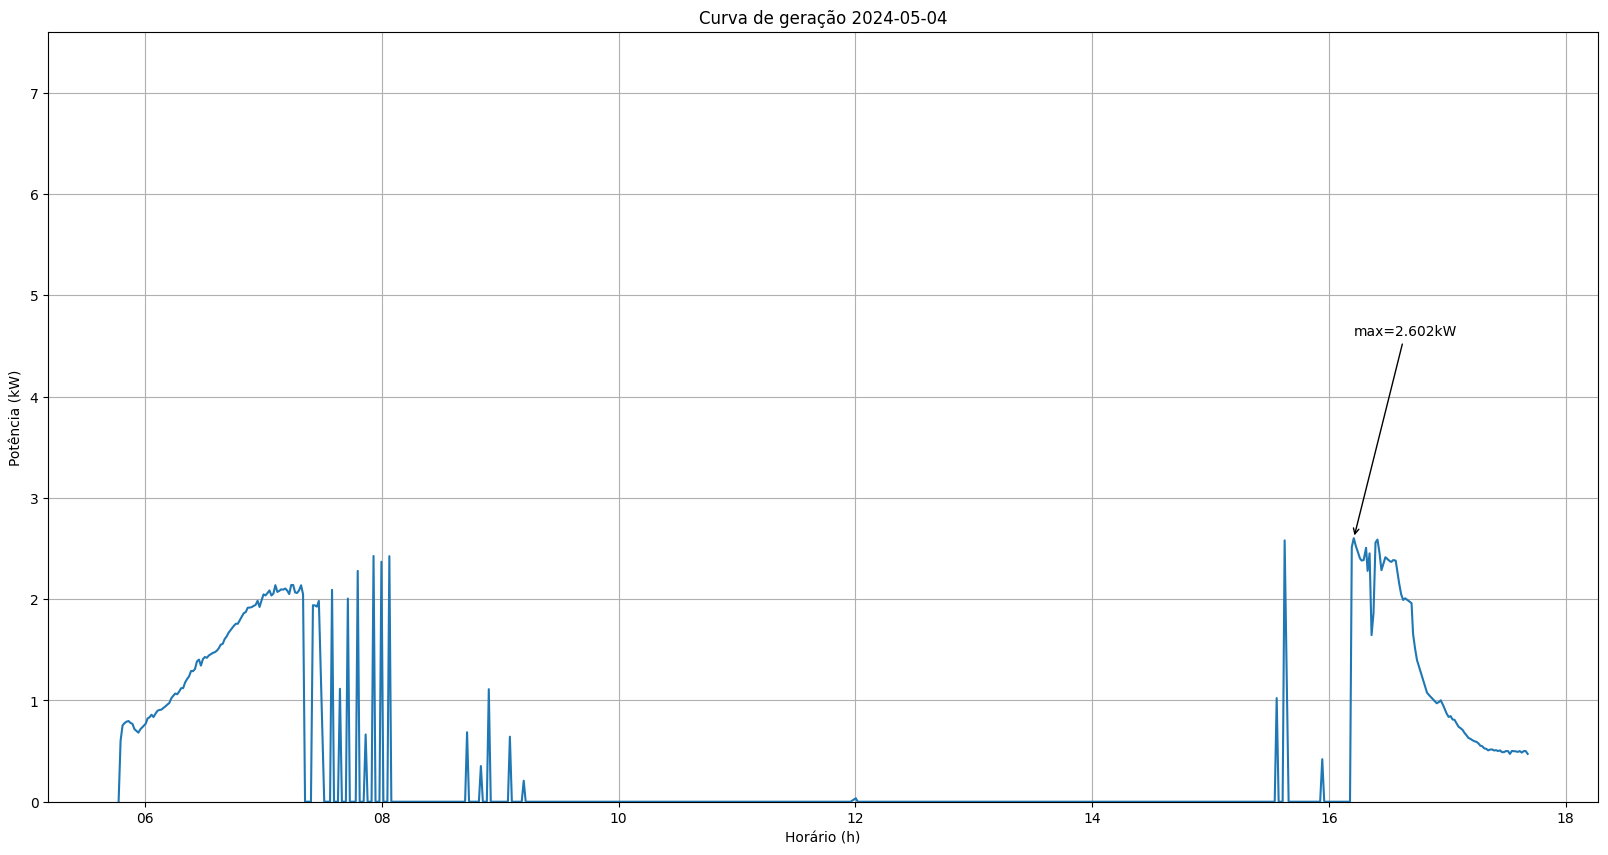 Curva de geração 2024-05-04
7
6
5
max=2.602kW
4
Potência (kW)
3
2
1
0
06 08 10 12 14 16 18
Horário (h)